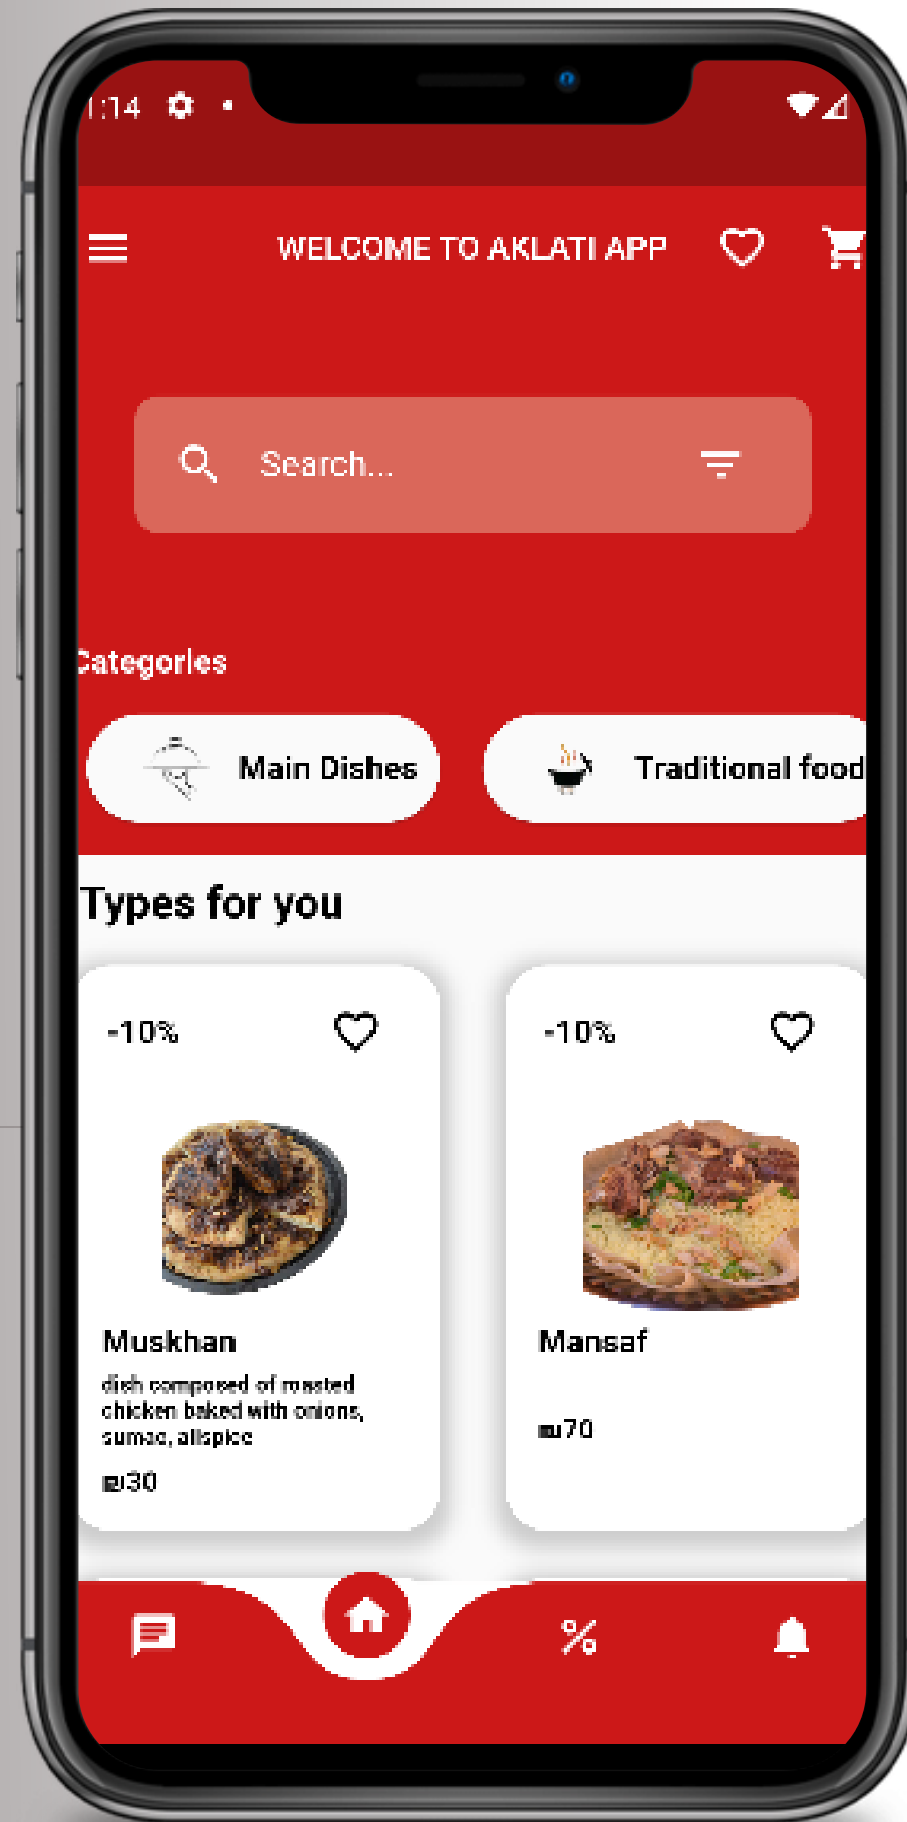 1:14
WELCOME TO AKLATI APP
Search...
Categories
Main Dishes
Traditional food
Types for you
-10%
-10%
Muskhan
dish composed of roasted
chicken baked with onions,
sumac, allspice
₪30
Mansaf
₪70
%